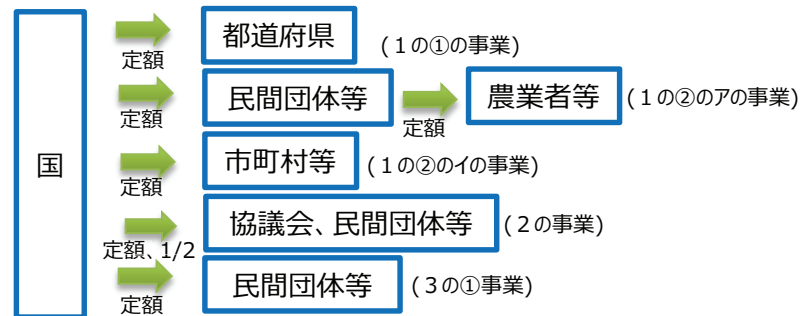 国
定額
都道府県
(１の①の事業)
定額
民間団体等
定額
農業者等
(１の②のアの事業)
定額
市町村等
(１の②のイの事業)
定額、1/2
協議会、民間団体等
(２の事業)
定額
民間団体等
(３の①事業)